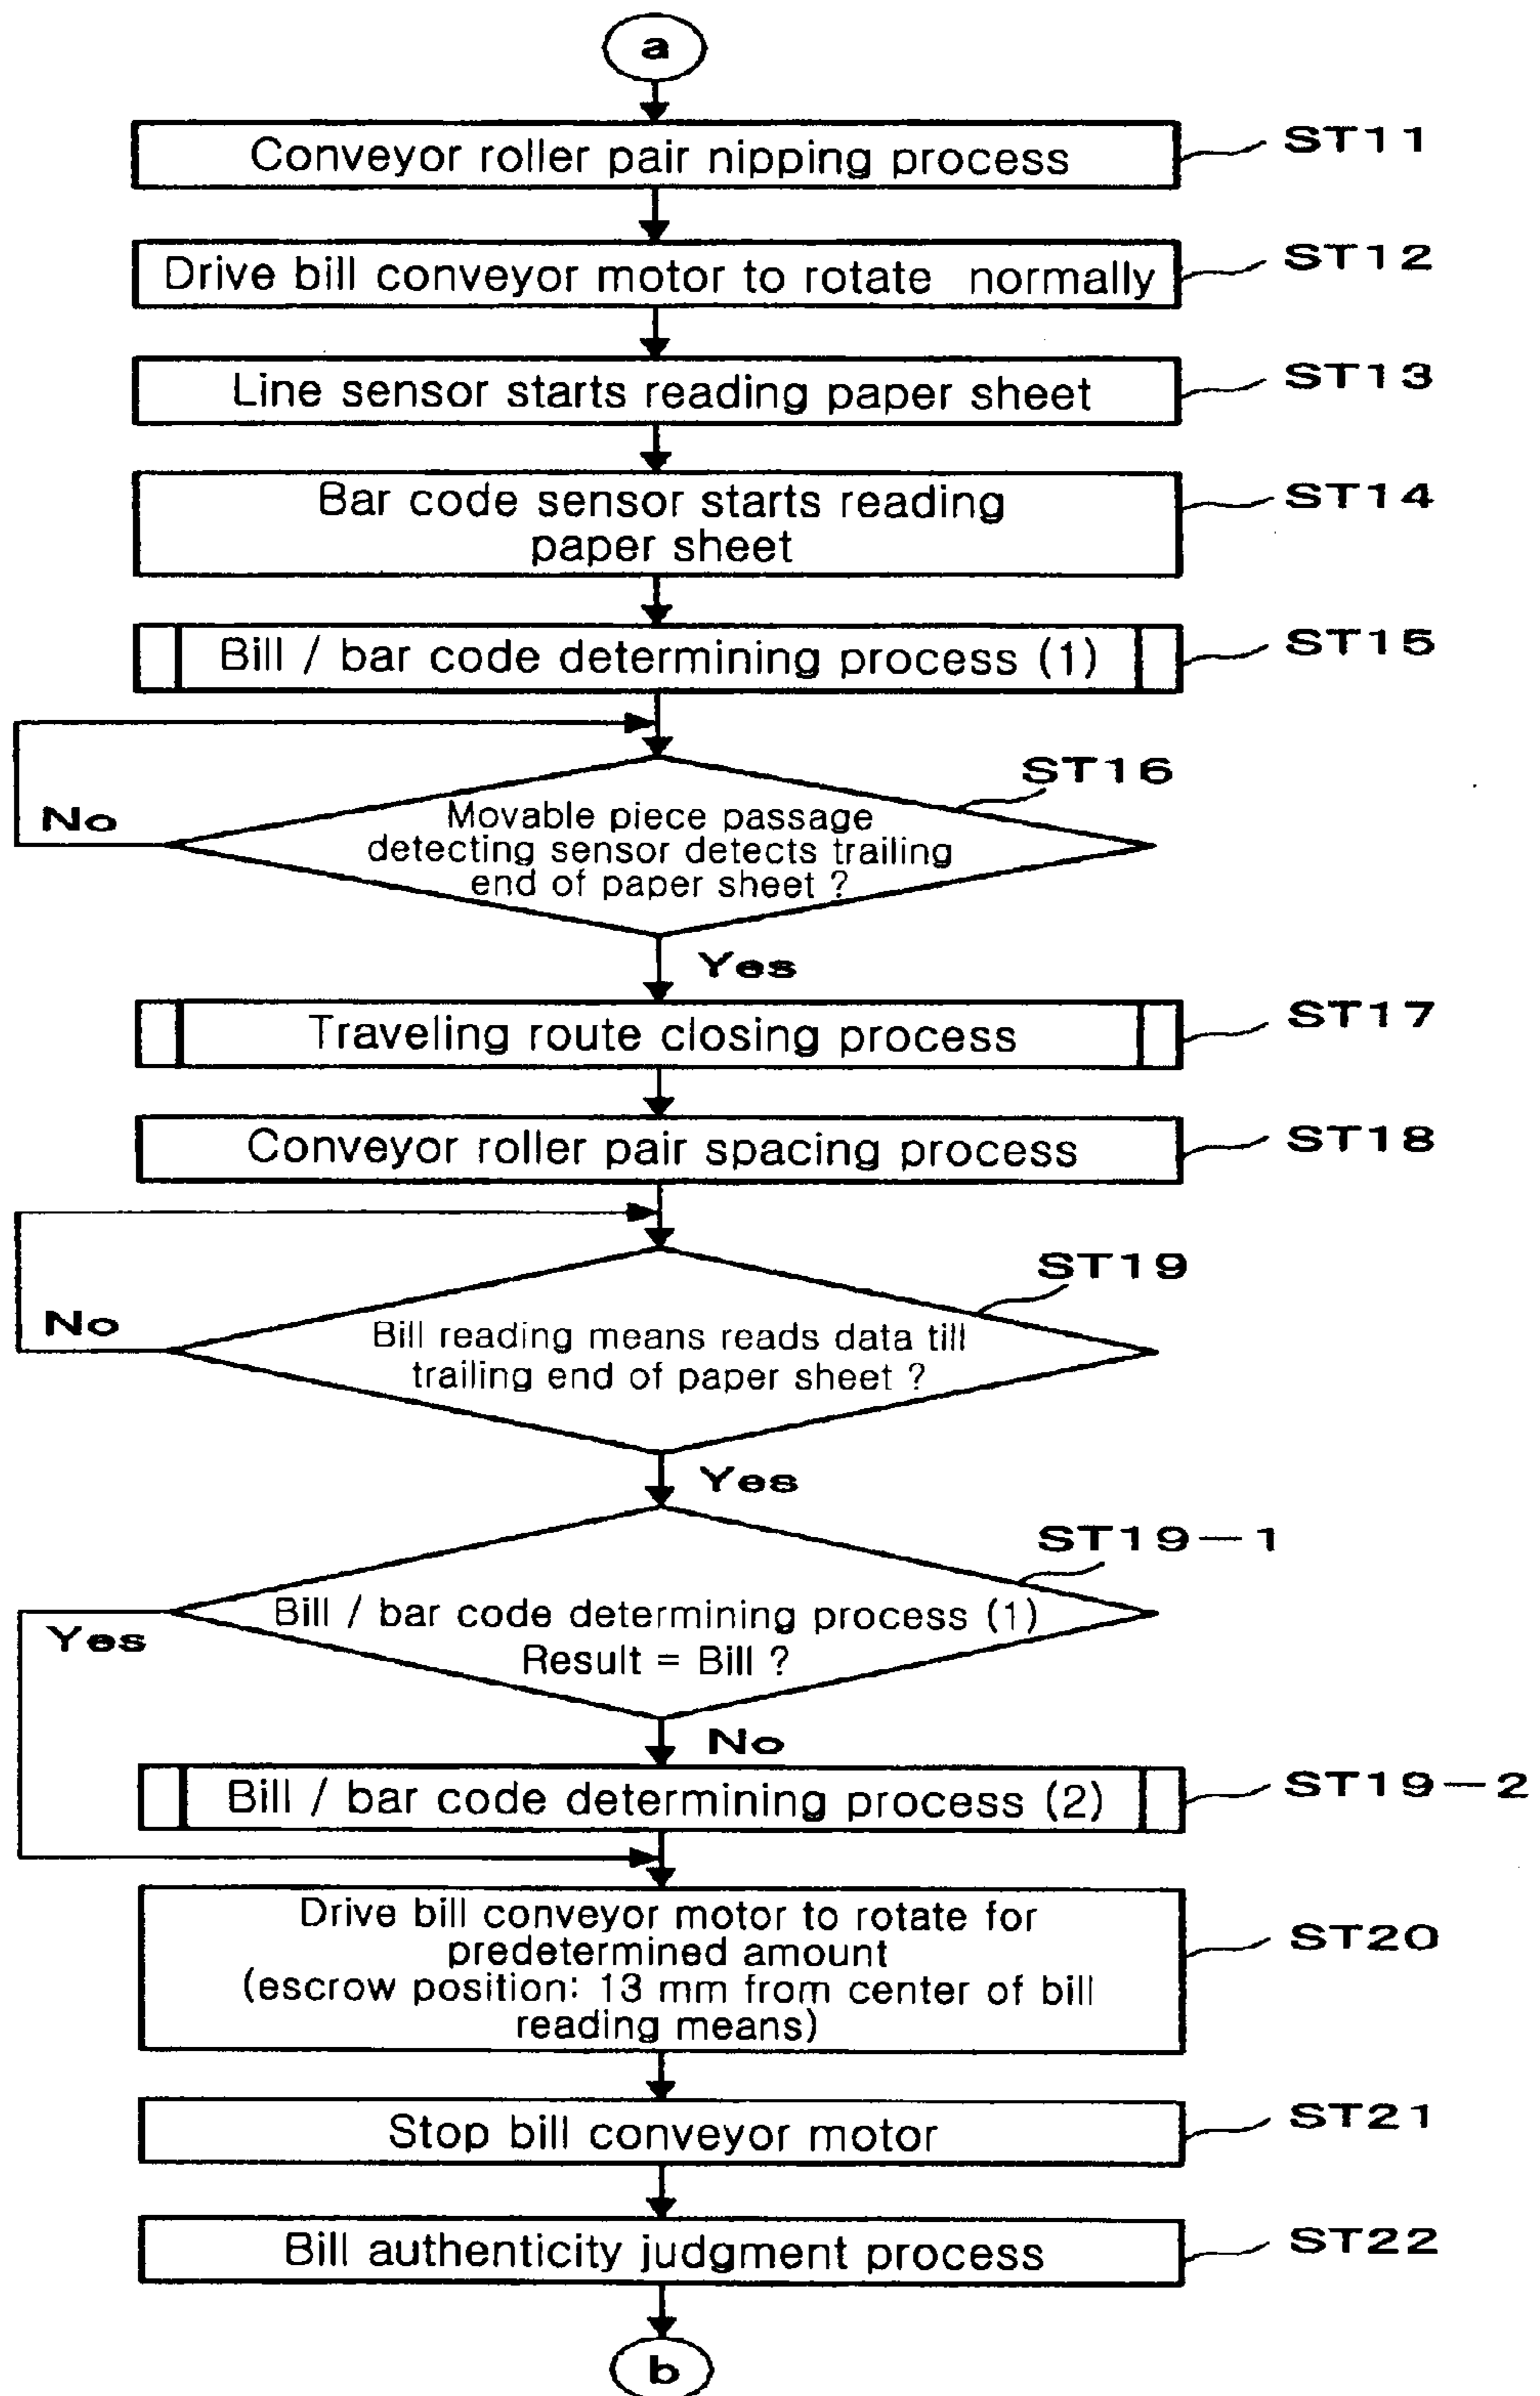 a
Conveyor roller pair nipping process
ST11
Drive bill conveyor motor to rotate normally
ST12
Line sensor starts reading paper sheet
ST13
Bar code sensor starts reading
paper sheet
ST14
Bill / bar code determining process (1)
ST15
ST16
No
Movable piece passage
detecting sensor detects trailing
end of paper sheet ?
Yes
Traveling route closing process
ST17
Conveyor roller pair spacing process
ST18
ST19
No
Bill reading means reads data till
trailing end of paper sheet ?
Yes
ST19-1
Yes
Bill / bar code determining process (1)
Result = Bill ?
No
Bill / bar code determining process (2)
ST19-2
Drive bill conveyor motor to rotate for
predetermined amount
(escrow position: 13 mm from center of bill
reading means)
ST20
Stop bill conveyor motor
ST21
Bill authenticity judgment process
ST22
b